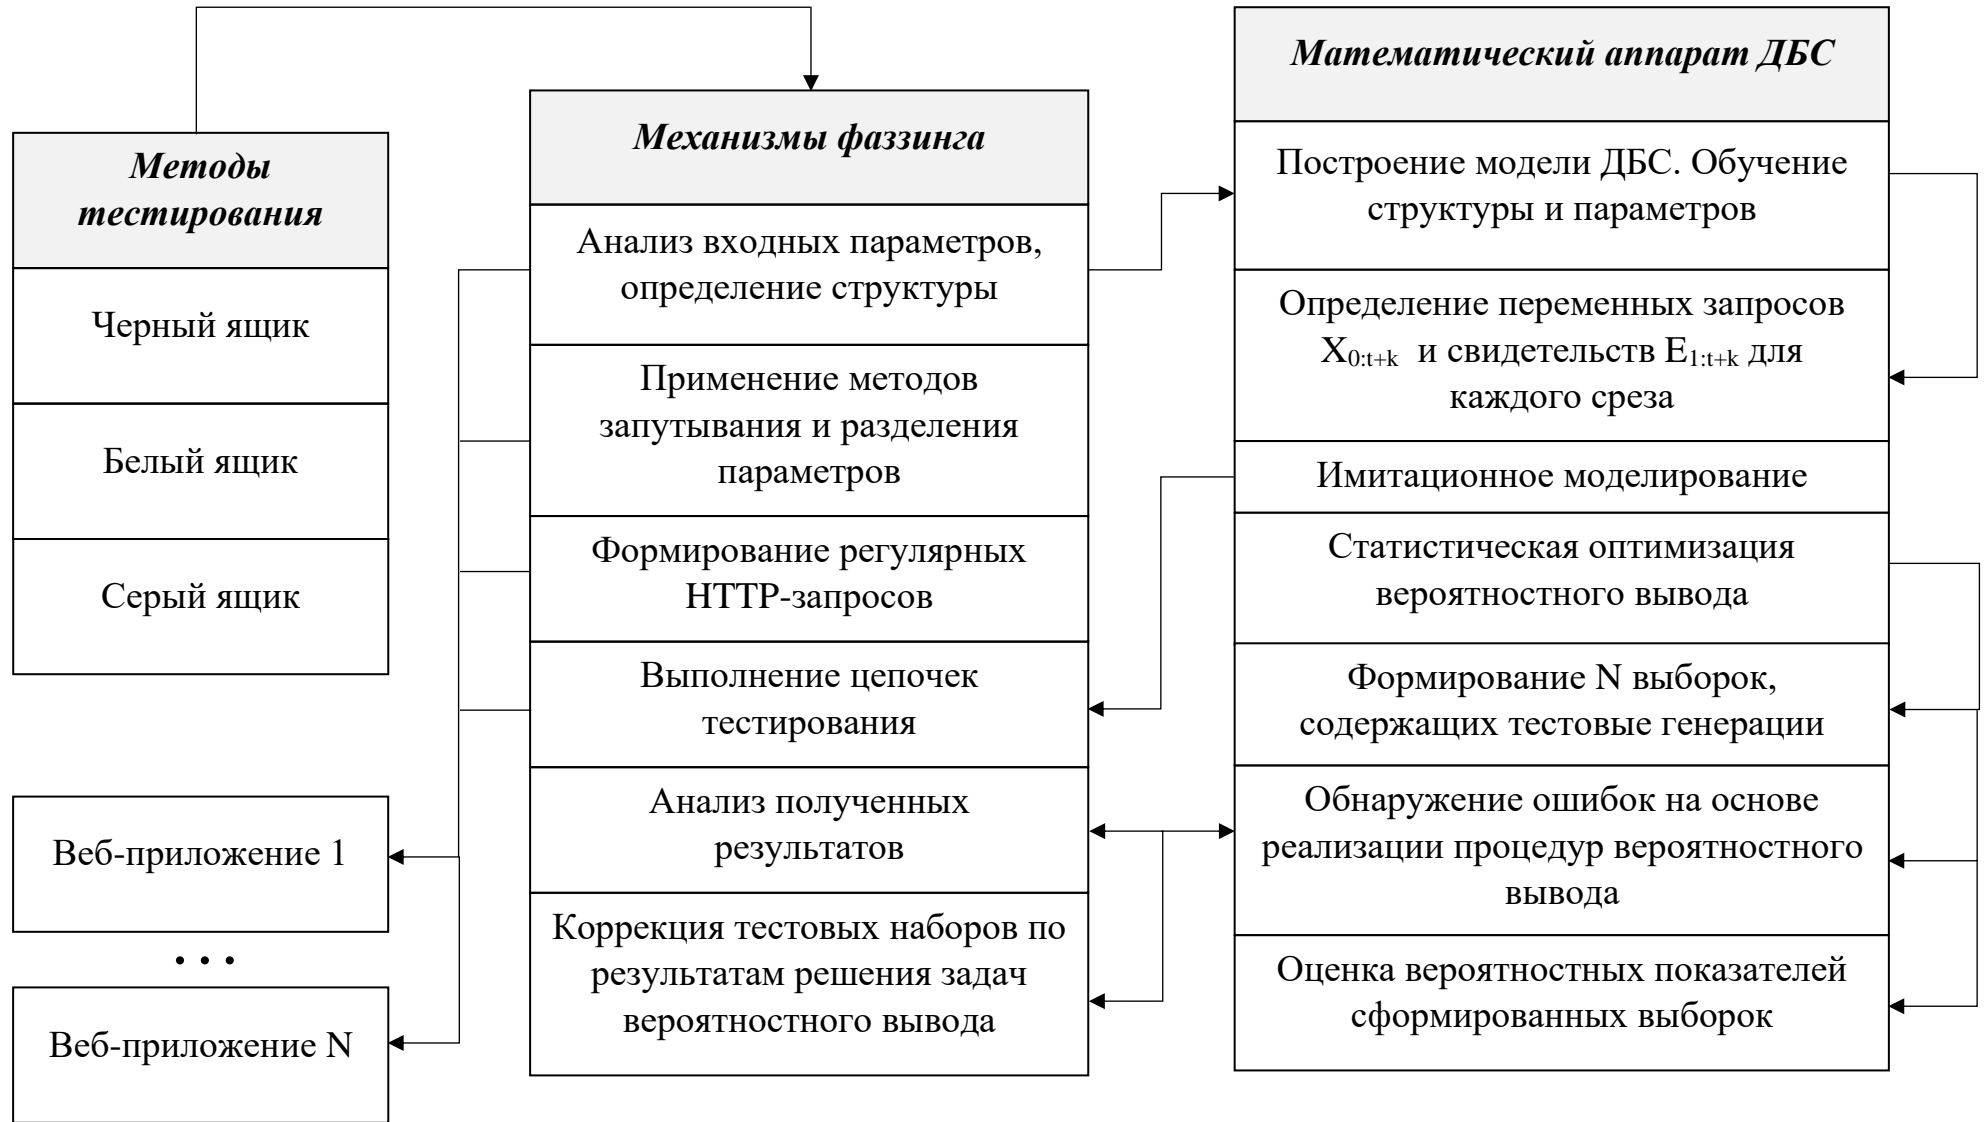 Методы
тестирования
Черный ящик
Белый ящик
Серый ящик
Веб-приложение 1
...
Веб-приложение N
Механизмы фаззинга
Анализ входных параметров,
определение структуры
Применение методов
запутывания и разделения
параметров
Формирование регулярных
HTTP-запросов
Выполнение цепочек
тестирования
Анализ полученных
результатов
Коррекция тестовых наборов по
результатам решения задач
вероятностного вывода
Математический аппарат ДБС
Построение модели ДБС. Обучение
структуры и параметров
Определение переменных запросов
X0:t+k и свидетельств E1:t+k для
каждого среза
Имитационное моделирование
Статистическая оптимизация
вероятностного вывода
Формирование N выборок,
содержащих тестовые генерации
Обнаружение ошибок на основе
реализации процедур вероятностного
вывода
Оценка вероятностных показателей
сформированных выборок